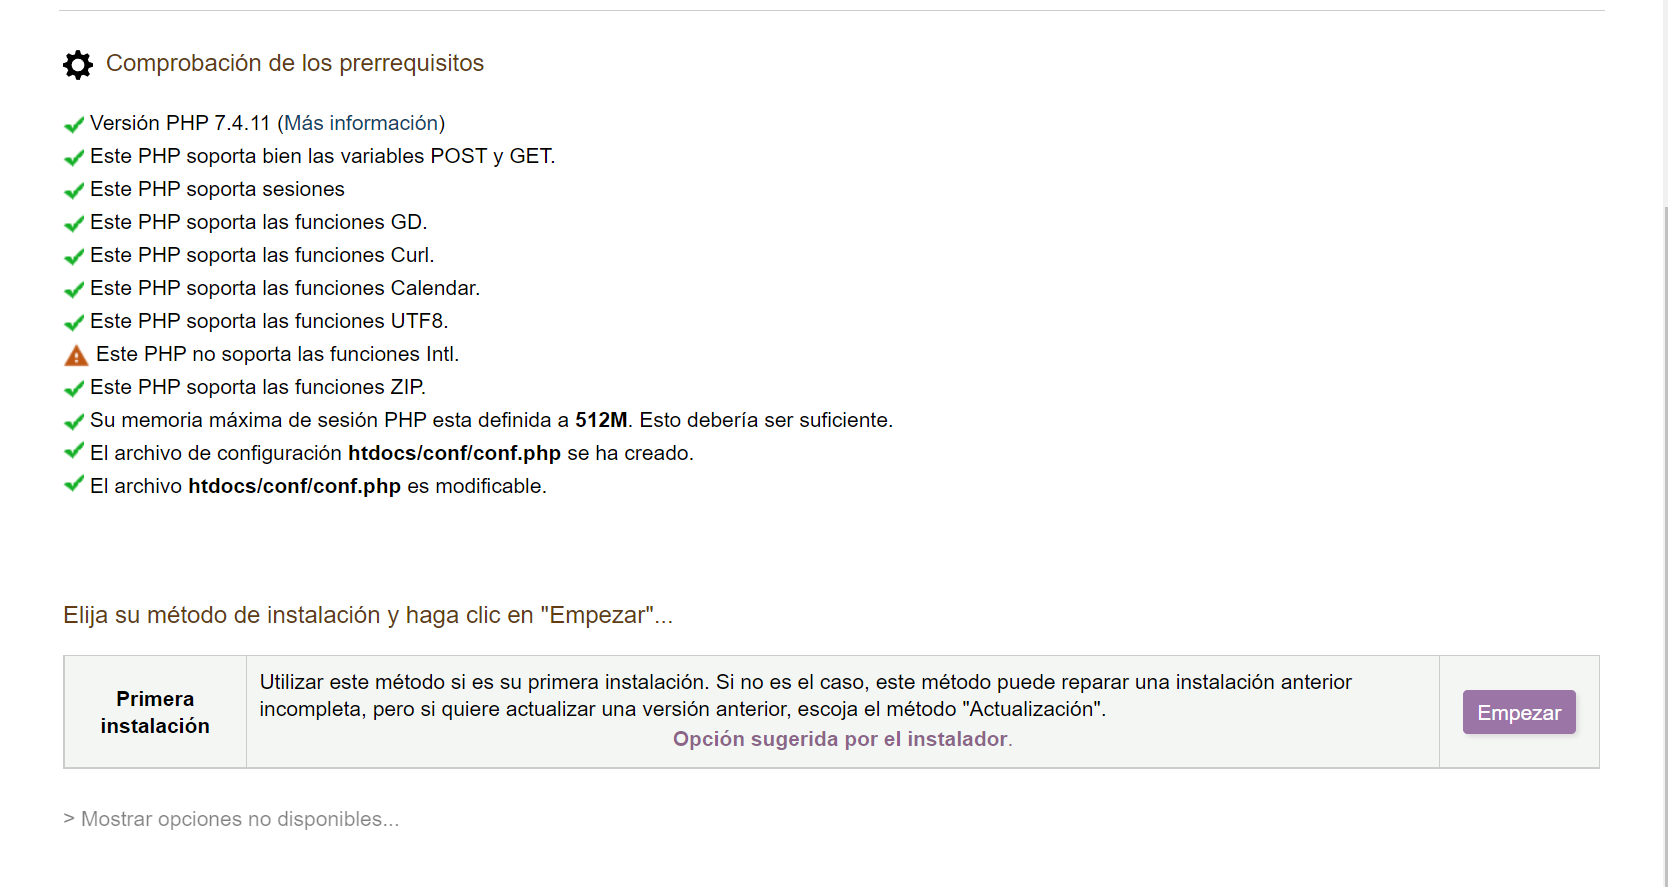 Comprobación de los prerrequisitos
Versión PHP 7.4.11 (Más información)
Este PHP soporta bien las variables POST y GET.
Este PHP soporta sesiones
Este PHP soporta las funciones GD.
Este PHP soporta las funciones Curl.
Este PHP soporta las funciones Calendar.
Este PHP soporta las funciones UTF8.
Este PHP no soporta las funciones Intl.
Este PHP soporta las funciones ZIP.
Su memoria máxima de sesión PHP esta definida a 512M. Esto debería ser suficiente.
El archivo de configuración htdocs/conf/conf.php se ha creado.
El archivo htdocs/conf/conf.php es modificable.
Elija su método de instalación y haga clic en "Empezar"...
Primera
instalación
Utilizar este método si es su primera instalación. Si no es el caso, este método puede reparar una instalación anterior
incompleta, pero si quiere actualizar una versión anterior, escoja el método "Actualización".
Opción sugerida por el instalador.
Empezar
> Mostrar opciones no disponibles...